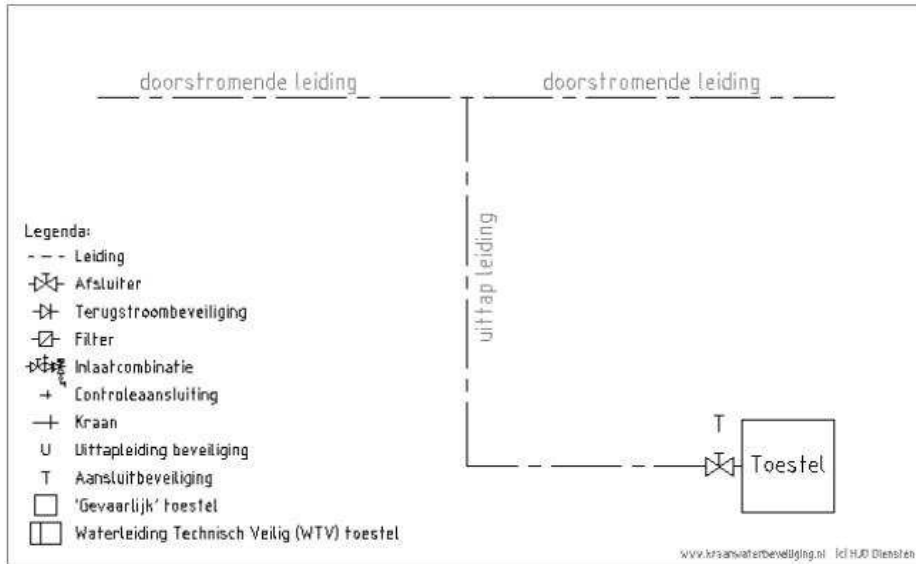 doorstromende leiding doorstromende leiding
uittap leiding
Legenda:
Leiding
Afsluiter
Terugstroombeveiliging
Filter
Inlaatcombinatie
Controleaansluiting
Kraan
U Uittapleiding beveiliging
T Aansluitbeveiliging
'Gevaarlijk' toestel
Waterleiding Technisch Veilig (WTV) toestel
T
Toestel
www.kraanwaterbeveiliging.nl (c) HJD Diensten